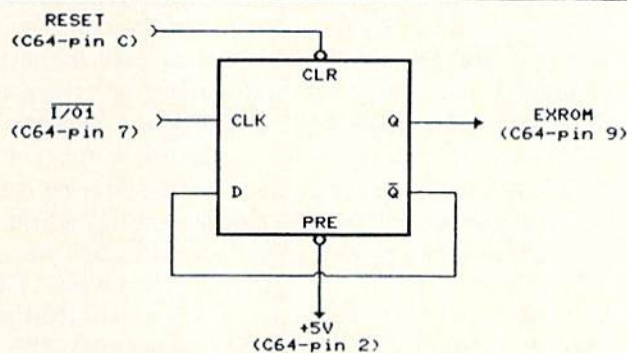 RESET
(C64-pin C)
CLR
I/O1
(C64-pin 7)
CLK
Q
EXROM
(C64-pin 9)
D
Q̅
PRE
+5V
(C64-pin 2)